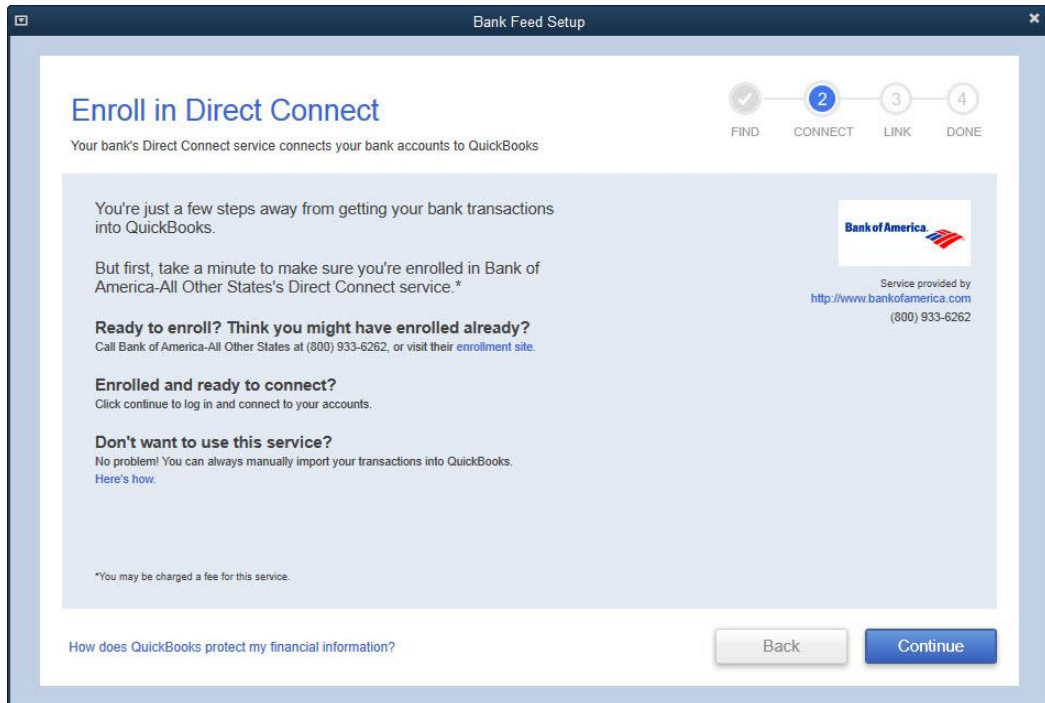 Bank Feed Setup
Enroll in Direct Connect
Your bank's Direct Connect service connects your bank accounts to QuickBooks
2
3
4
FIND
CONNECT
LINK
DONE
You're just a few steps away from getting your bank transactions
into QuickBooks.
But first, take a minute to make sure you're enrolled in Bank of
America-All Other States's Direct Connect service.*
Ready to enroll? Think you might have enrolled already?
Call Bank of America-All Other States at (800) 933-6262, or visit their enrollment site.
Enrolled and ready to connect?
Click continue to log in and connect to your accounts.
Don't want to use this service?
No problem! You can always manually import your transactions into QuickBooks.
Here's how.
*You may be charged a fee for this service.
Bank of America.
Service provided by
http://www.bankofamerica.com
(800) 933-6262
How does QuickBooks protect my financial information?
Back
Continue